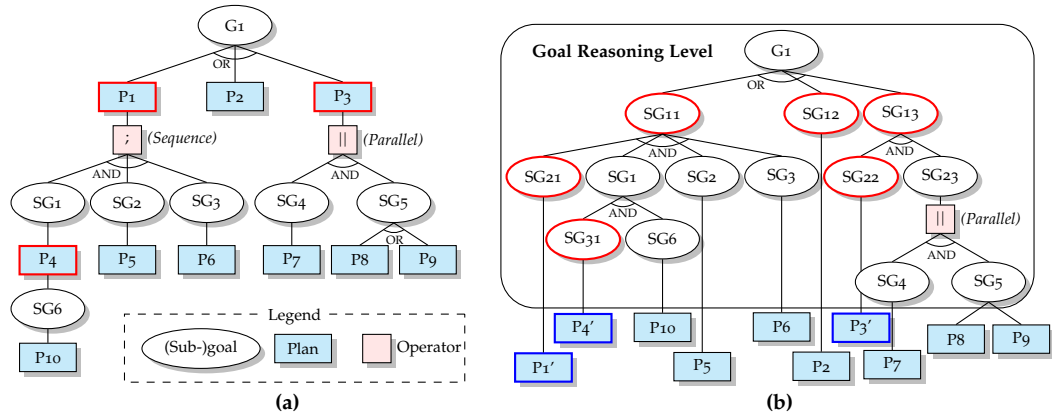 G1
OR
P1
P2
P3
; (Sequence)
|| (Parallel)
AND
AND
SG1
SG2
SG3
SG4
SG5
OR
P4
P5
P6
P7
P8
P9
SG6
P10
Legend
(Sub-)goal
Plan
Operator
(a)
Goal Reasoning Level
G1
OR
SG11
SG12
SG13
AND
AND
SG21
SG1
SG2
SG3
SG22
SG23
AND
|| (Parallel)
SG31
SG6
AND
SG4
SG5
P4′
P10
P6
P3′
P8
P9
P1′
P5
P2
P7
(b)